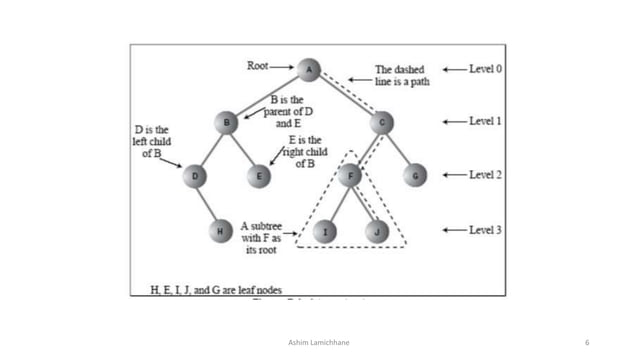 Root
A
The dashed
line is a path
Level 0
B is the
parent of D
and E
B
C
Level 1
D is the
left child
of B
E is the
right child
of B
D
E
F
G
Level 2
H
A subtree
with F as
its root
I
J
Level 3
H, E, I, J, and G are leaf nodes
Ashim Lamichhane
6